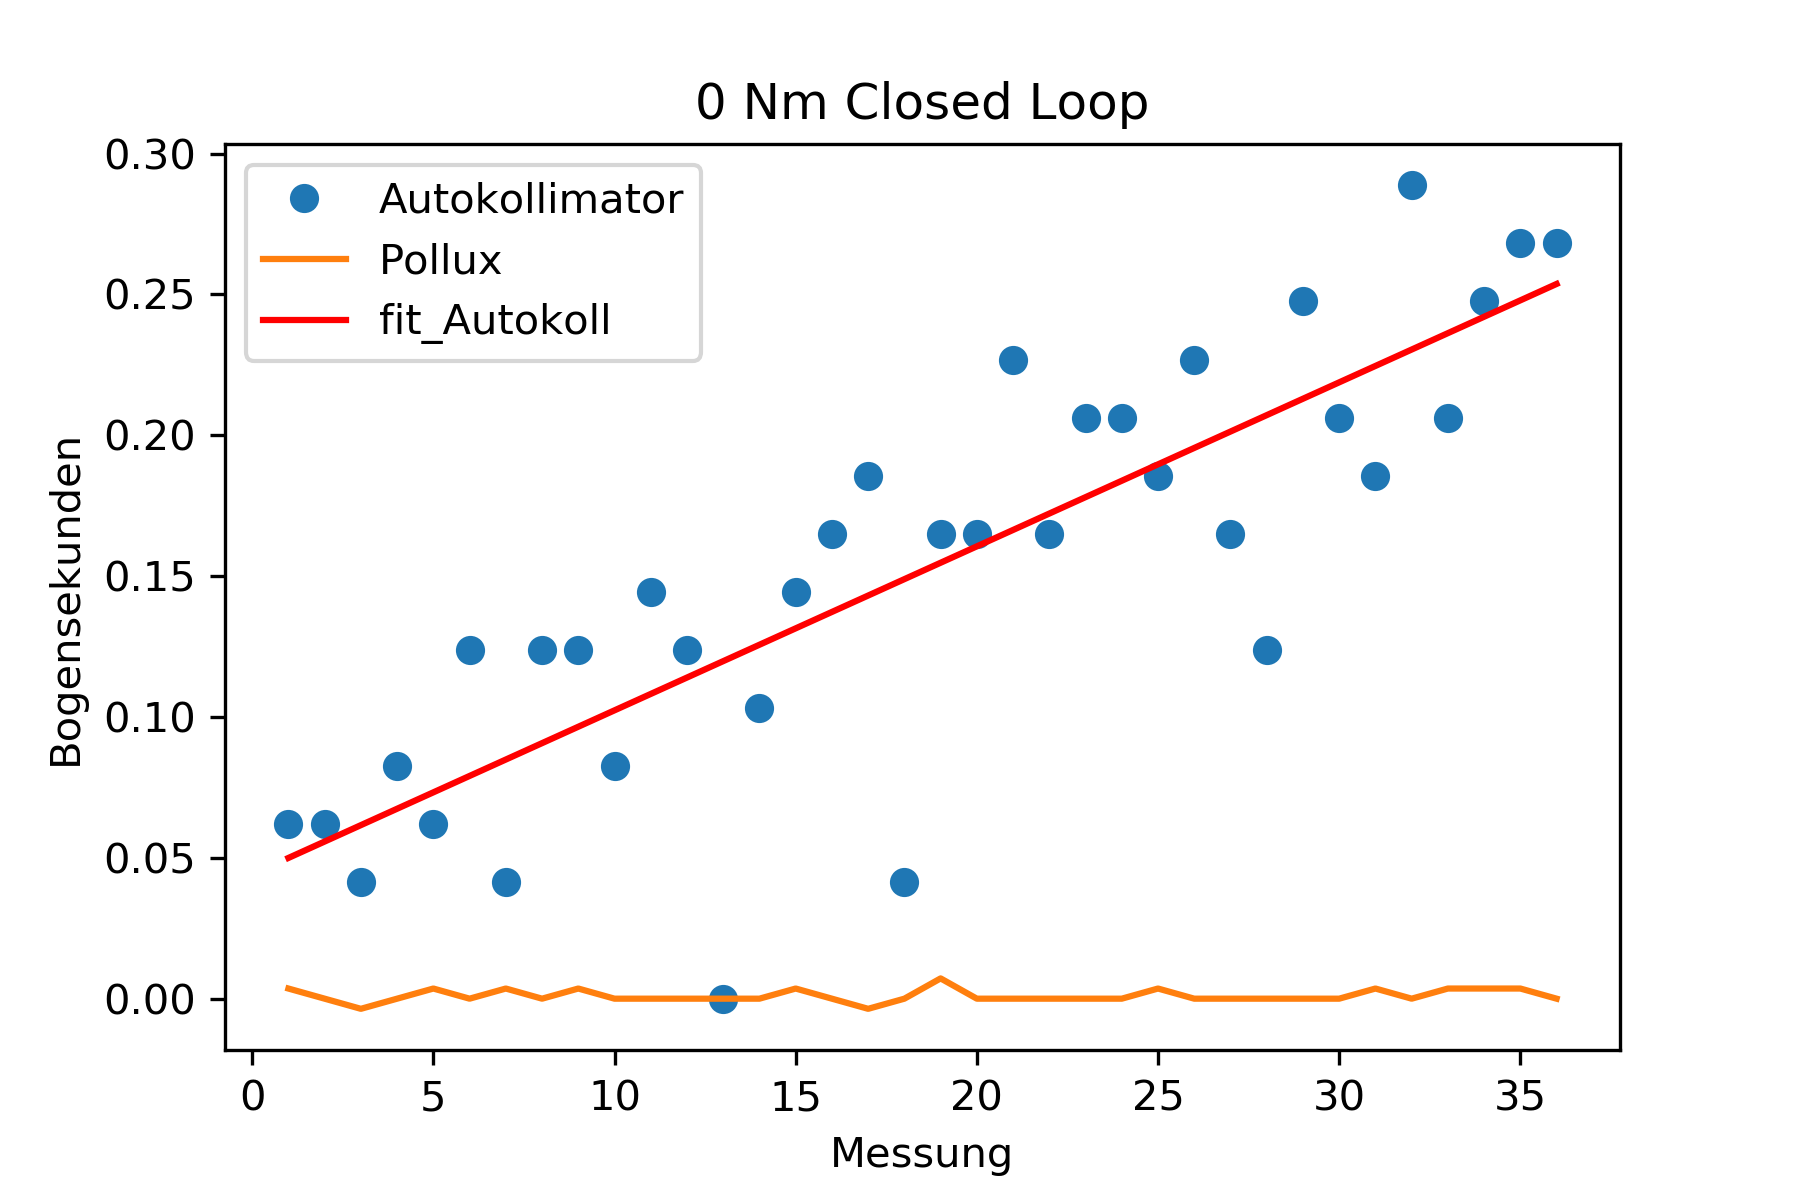 0 Nm Closed Loop
Autokollimator
Pollux
fit_Autokoll
Bogensekunden
0.30
0.25
0.20
0.15
0.10
0.05
0.00
0 5 10 15 20 25 30 35
Messung